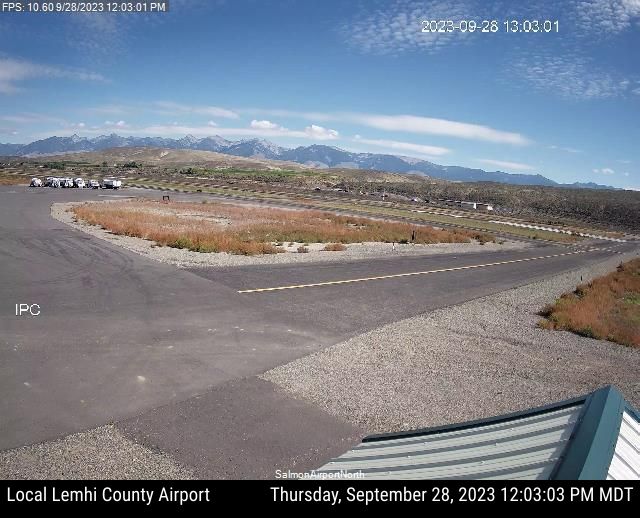 FPS: 10.60 9/28/2023 12:03:01 PM
2023-09-28 13:03:01
IPC
SalmonAirportNorth
Local Lemhi County Airport Thursday, September 28, 2023 12:03:03 PM MDT